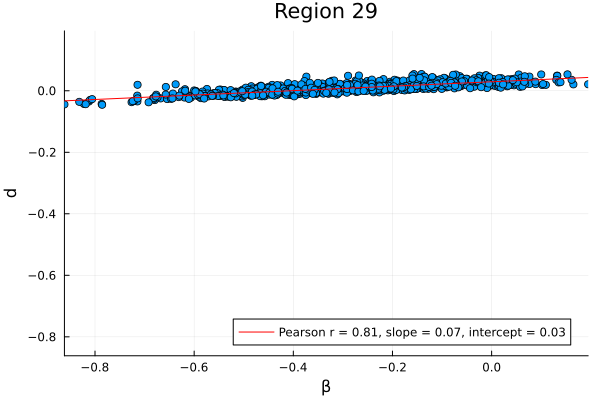 Region 29
d
0.0
−0.2
−0.4
−0.6
−0.8
Pearson r = 0.81, slope = 0.07, intercept = 0.03
−0.8 −0.6 −0.4 −0.2 0.0
β